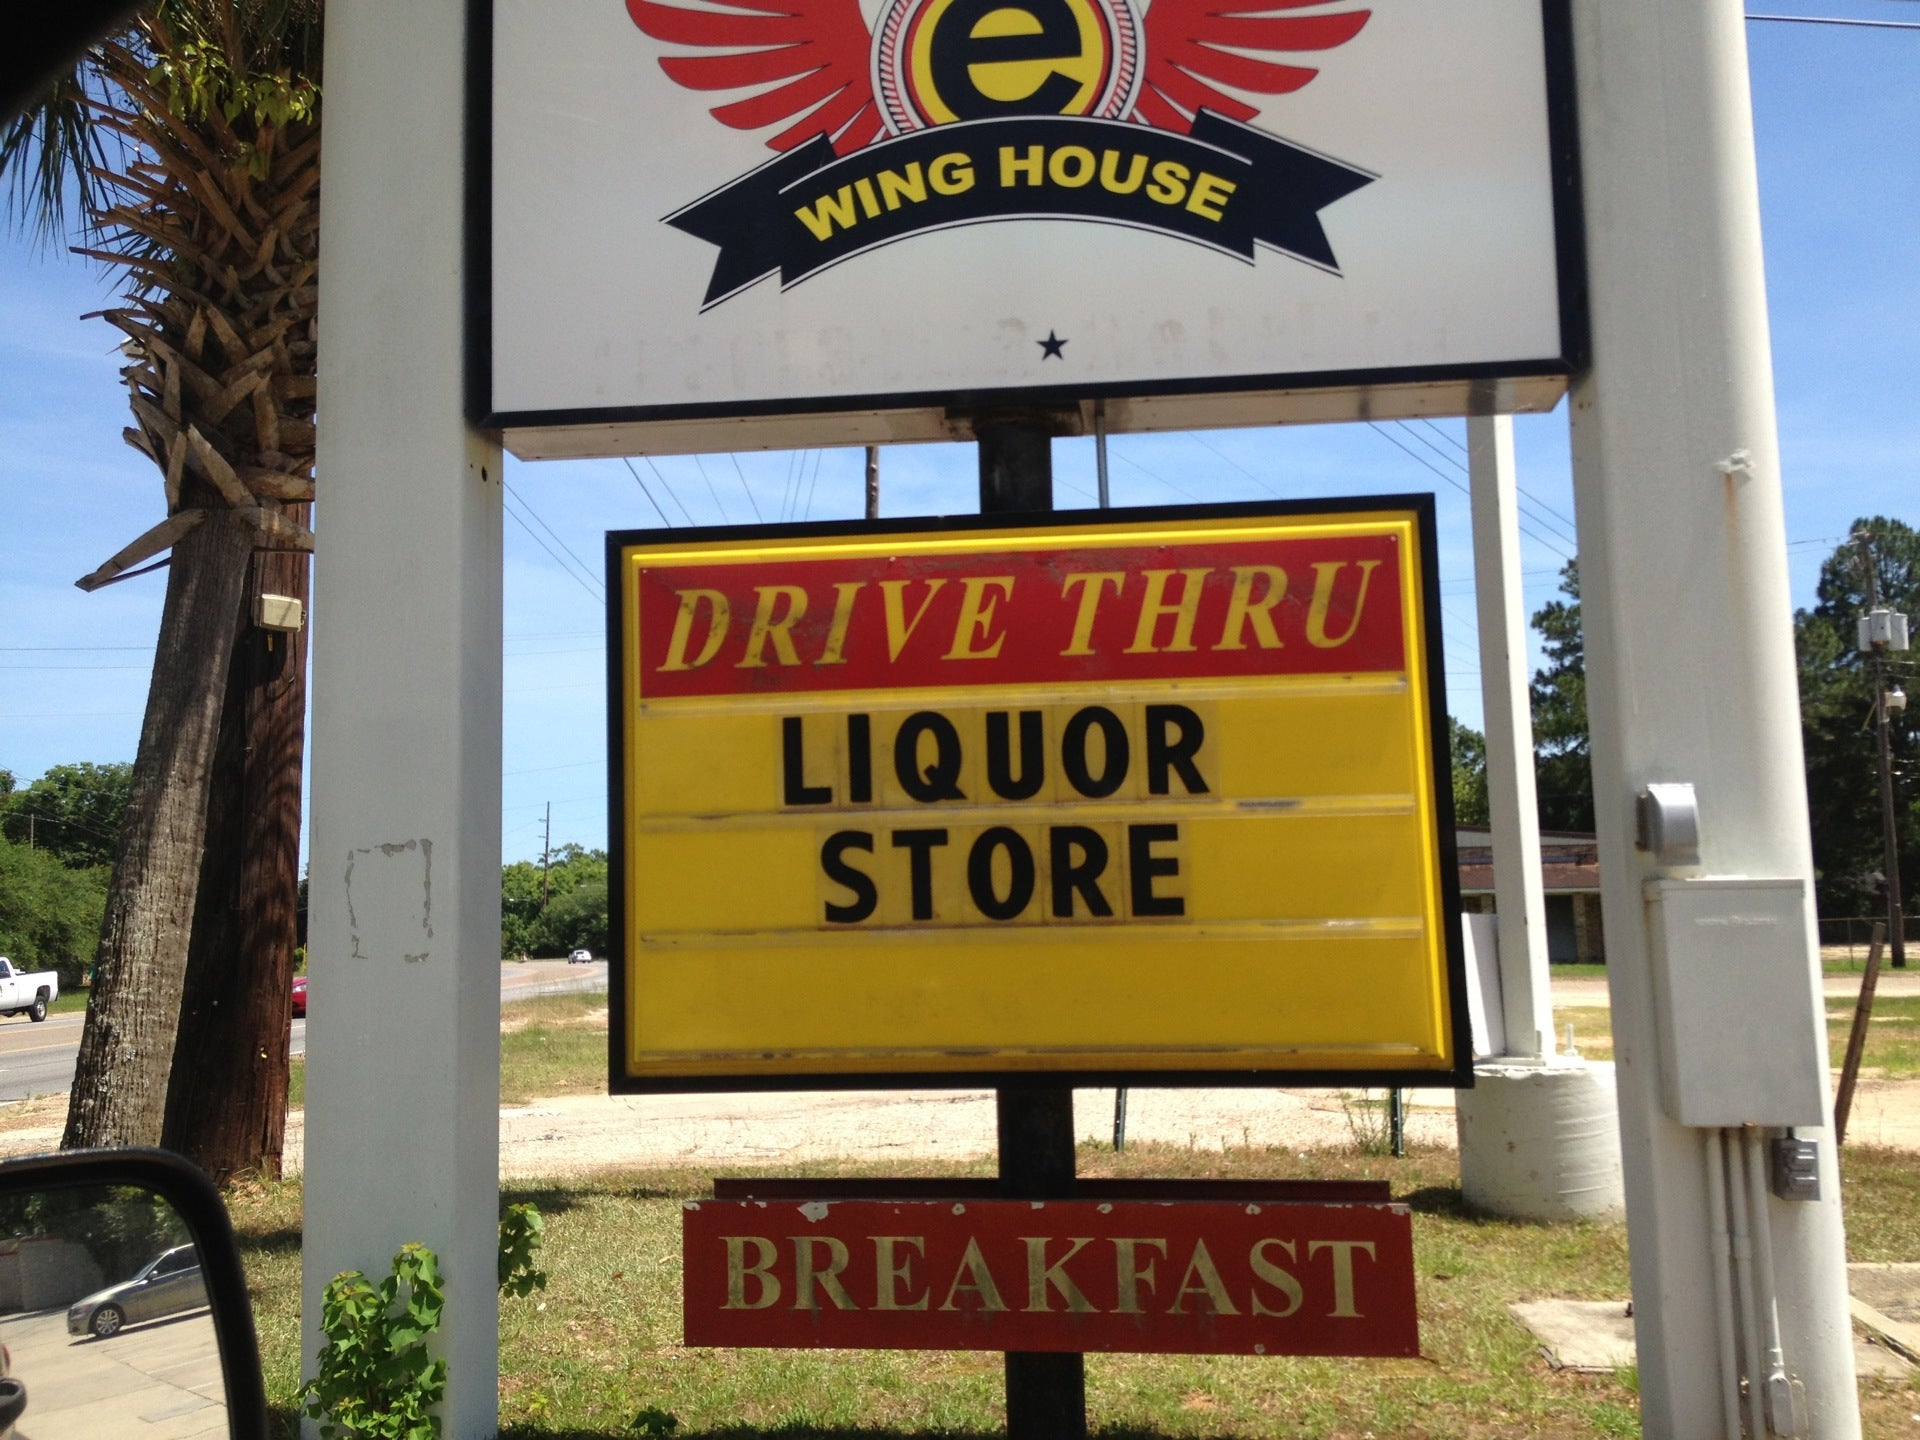 e
WING HOUSE
DRIVE THRU
LIQUOR
STORE
BREAKFAST